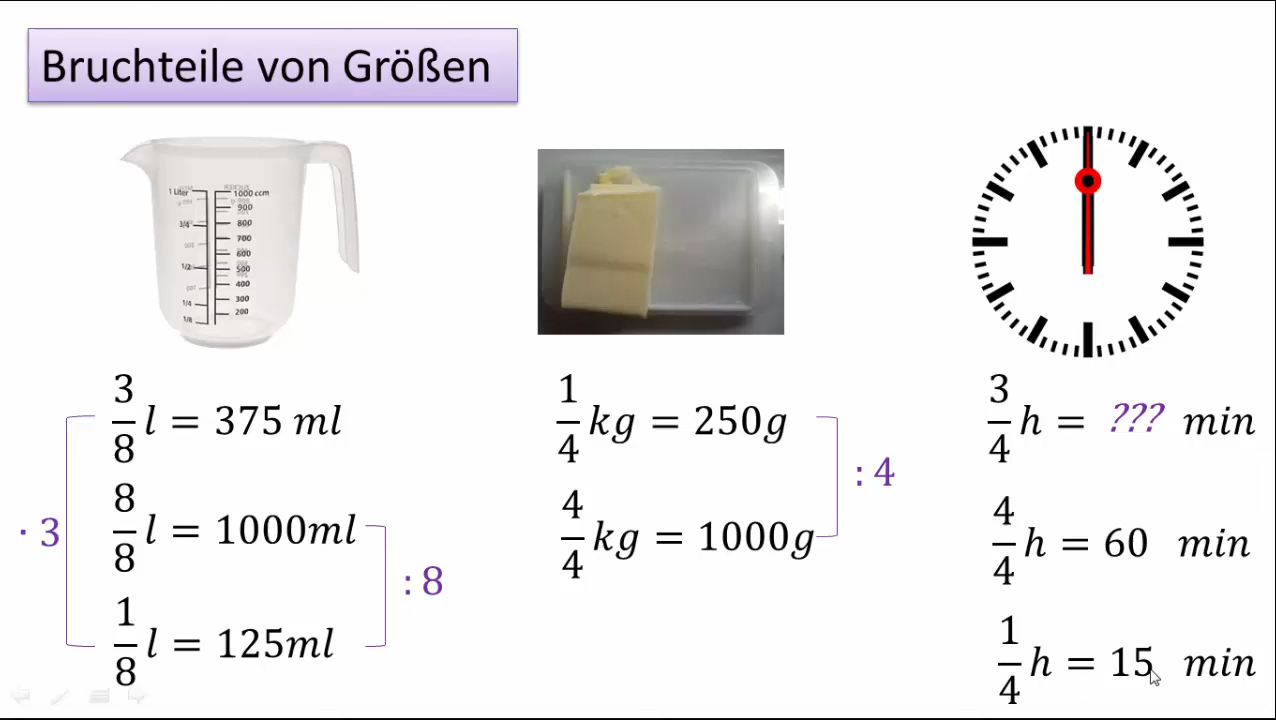 Bruchteile von Größen
1 Liter
1000 ccm
900
3/4
800
700
600
1/2
500
400
1/4
300
1/8
200
3/8 l = 375 ml
8/8 l = 1000ml
1/8 l = 125ml
· 3
: 8
1/4 kg = 250g
4/4 kg = 1000g
: 4
3/4 h = ??? min
4/4 h = 60 min
1/4 h = 15 min